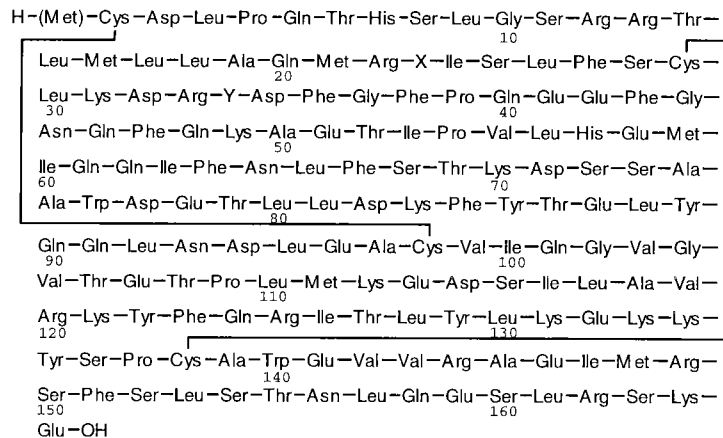 H-(Met)-Cys-Asp-Leu-Pro-Gln-Thr-His-Ser-Leu-Gly-Ser-Arg-Arg-Thr-
10
Leu-Met-Leu-Leu-Ala-Gln-Met-Arg-X-Ile-Ser-Leu-Phe-Ser-Cys-
20
Leu-Lys-Asp-Arg-Y-Asp-Phe-Gly-Phe-Pro-Gln-Glu-Glu-Phe-Gly-
30 40
Asn-Gln-Phe-Gln-Lys-Ala-Glu-Thr-Ile-Pro-Val-Leu-His-Glu-Met-
50
Ile-Gln-Gln-Ile-Phe-Asn-Leu-Phe-Ser-Thr-Lys-Asp-Ser-Ser-Ala-
60 70
Ala-Trp-Asp-Glu-Thr-Leu-Leu-Asp-Lys-Phe-Tyr-Thr-Glu-Leu-Tyr-
80
Gln-Gln-Leu-Asn-Asp-Leu-Glu-Ala-Cys-Val-Ile-Gln-Gly-Val-Gly-
90 100
Val-Thr-Glu-Thr-Pro-Leu-Met-Lys-Glu-Asp-Ser-Ile-Leu-Ala-Val-
110
Arg-Lys-Tyr-Phe-Gln-Arg-Ile-Thr-Leu-Tyr-Leu-Lys-Glu-Lys-Lys-
120 130
Tyr-Ser-Pro-Cys-Ala-Trp-Glu-Val-Val-Arg-Ala-Glu-Ile-Met-Arg-
140
Ser-Phe-Ser-Leu-Ser-Thr-Asn-Leu-Gln-Glu-Ser-Leu-Arg-Ser-Lys-
150 160
Glu-OH